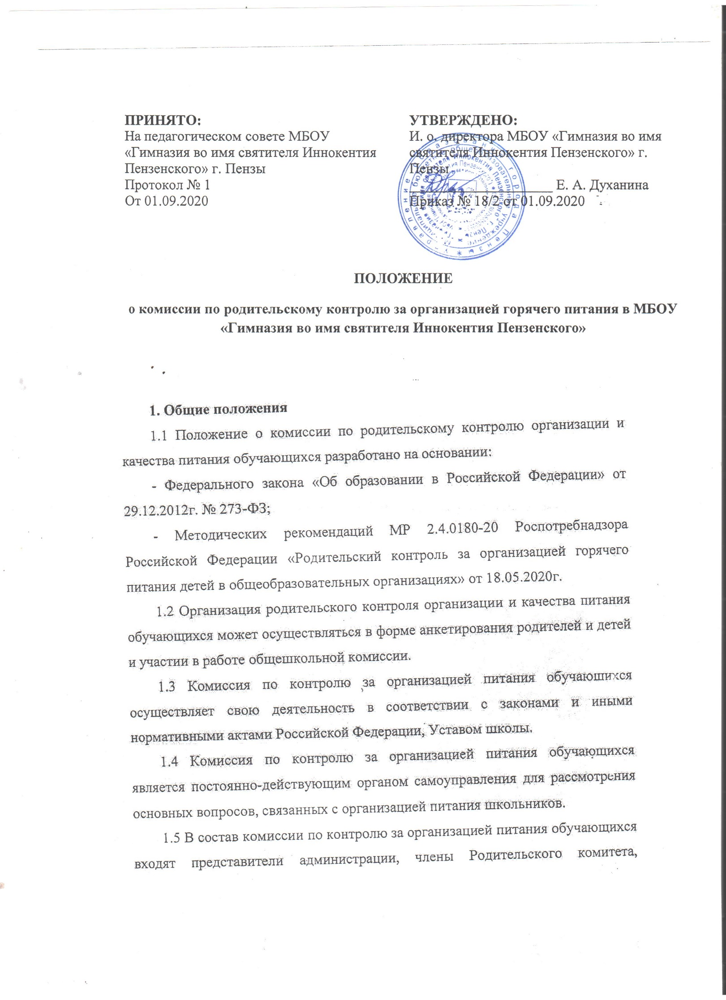 ПРИНЯТО:
На педагогическом совете МБОУ
«Гимназия во имя святителя Иннокентия
Пензенского» г. Пензы
Протокол № 1
От 01.09.2020
УТВЕРЖДЕНО:
И. о. директора МБОУ «Гимназия во имя
святителя Иннокентия Пензенского» г.
Пензы
Е. А. Духанина
Приказ № 18/2 от 01.09.2020
ПОЛОЖЕНИЕ
о комиссии по родительскому контролю за организацией горячего питания в МБОУ
«Гимназия во имя святителя Иннокентия Пензенского»
1. Общие положения
1.1 Положение о комиссии по родительскому контролю организации и
качества питания обучающихся разработано на основании:
- Федерального закона «Об образовании в Российской Федерации» от
29.12.2012г. № 273-ФЗ;
- Методических рекомендаций МР 2.4.0180-20 Роспотребнадзора
Российской Федерации «Родительский контроль за организацией горячего
питания детей в общеобразовательных организациях» от 18.05.2020г.
1.2 Организация родительского контроля организации и качества питания
обучающихся может осуществляться в форме анкетирования родителей и детей
и участии в работе общешкольной комиссии.
1.3 Комиссия по контролю за организацией питания обучающихся
осуществляет свою деятельность в соответствии с законами и иными
нормативными актами Российской Федерации, Уставом школы.
1.4 Комиссия по контролю за организацией питания обучающихся
является постоянно-действующим органом самоуправления для рассмотрения
основных вопросов, связанных с организацией питания школьников.
1.5 В состав комиссии по контролю за организацией питания обучающихся
входят представители администрации, члены Родительского комитета,